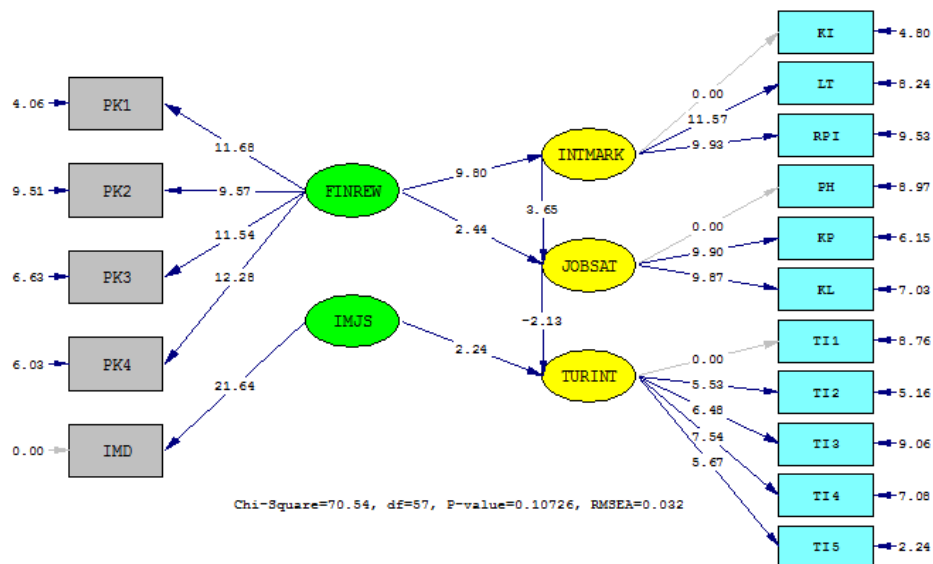 KI
4.80
LT
8.24
RPI
9.53
PH
8.97
KP
6.15
KL
7.03
TI1
8.76
TI2
5.16
TI3
9.06
TI4
7.08
TI5
2.24
4.06
PK1
9.51
PK2
6.63
PK3
6.03
PK4
0.00
IMD
11.68
9.57
11.54
12.28
21.64
FINREW
IMJS
9.80
2.44
2.24
INTMARK
3.65
JOBSAT
-2.13
TURINT
0.00
11.57
9.93
0.00
9.90
9.87
0.00
5.53
6.48
7.54
5.67
Chi-Square=70.54, df=57, P-value=0.10726, RMSEA=0.032